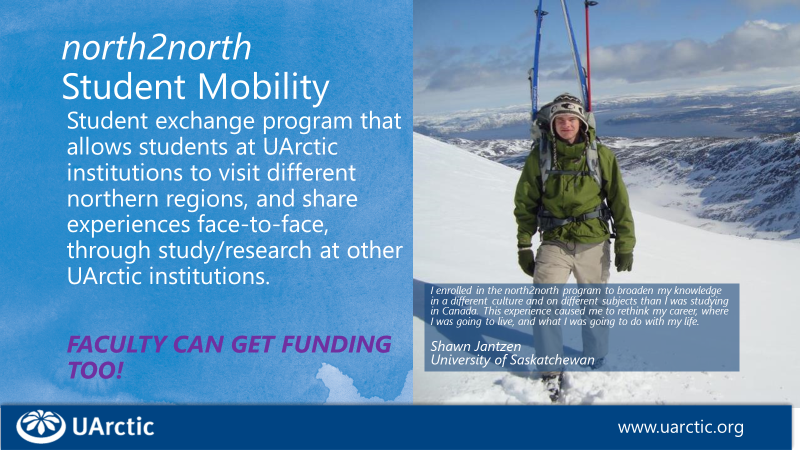 north2north
Student Mobility
Student exchange program that
allows students at UArctic
institutions to visit different
northern regions, and share
experiences face-to-face,
through study/research at other
UArctic institutions.
FACULTY CAN GET FUNDING
TOO!
I enrolled in the north2north program to broaden my knowledge
in a different culture and on different subjects than I was studying
in Canada. This experience caused me to rethink my career, where
I was going to live, and what I was going to do with my life.
Shawn Jantzen
University of Saskatchewan
UArctic
www.uarctic.org